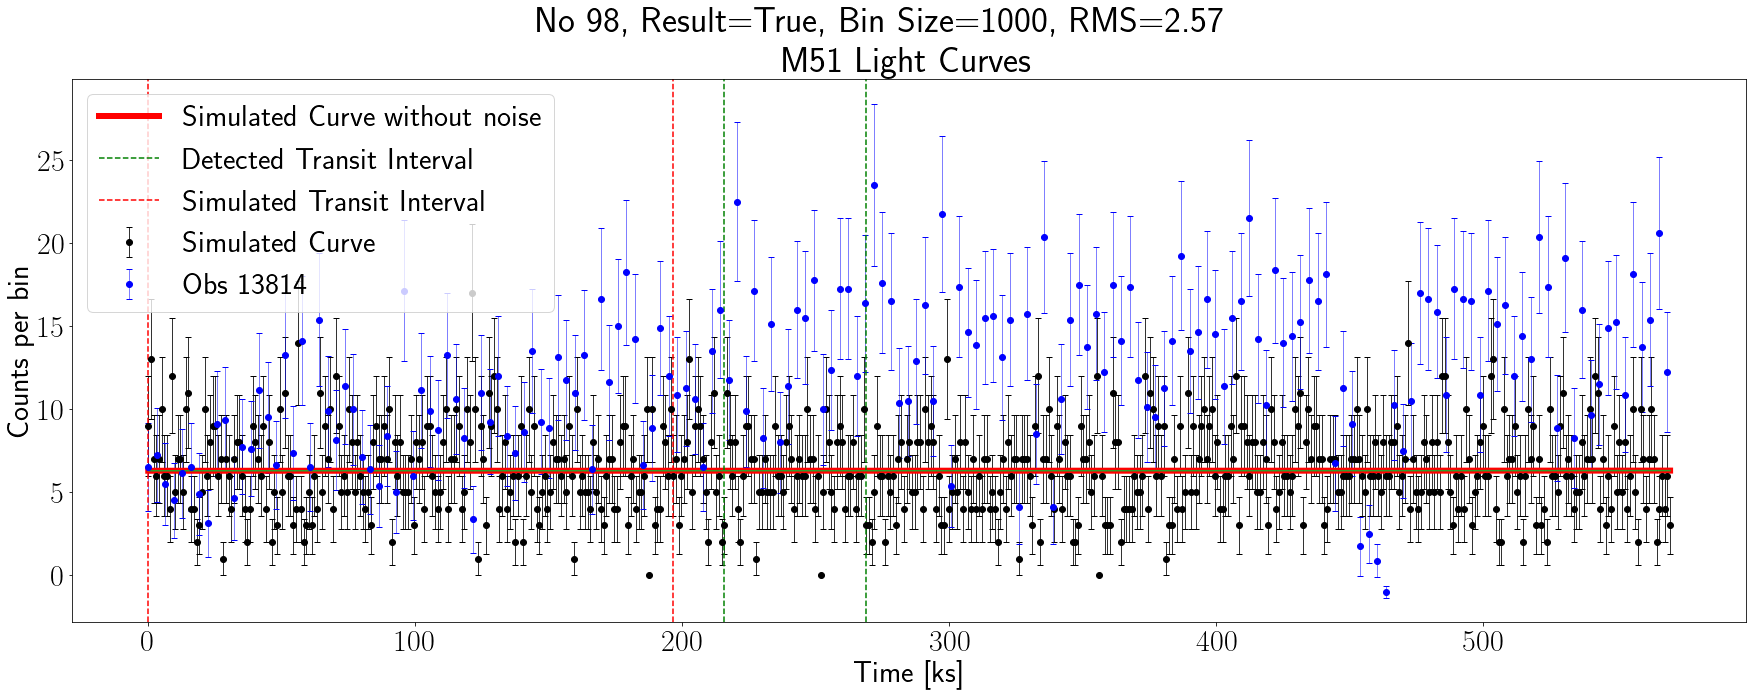 No 98, Result=True, Bin Size=1000, RMS=2.57
M51 Light Curves
Simulated Curve without noise
Detected Transit Interval
Simulated Transit Interval
Simulated Curve
Obs 13814
Counts per bin
25
20
15
10
5
0
0 100 200 300 400 500
Time [ks]